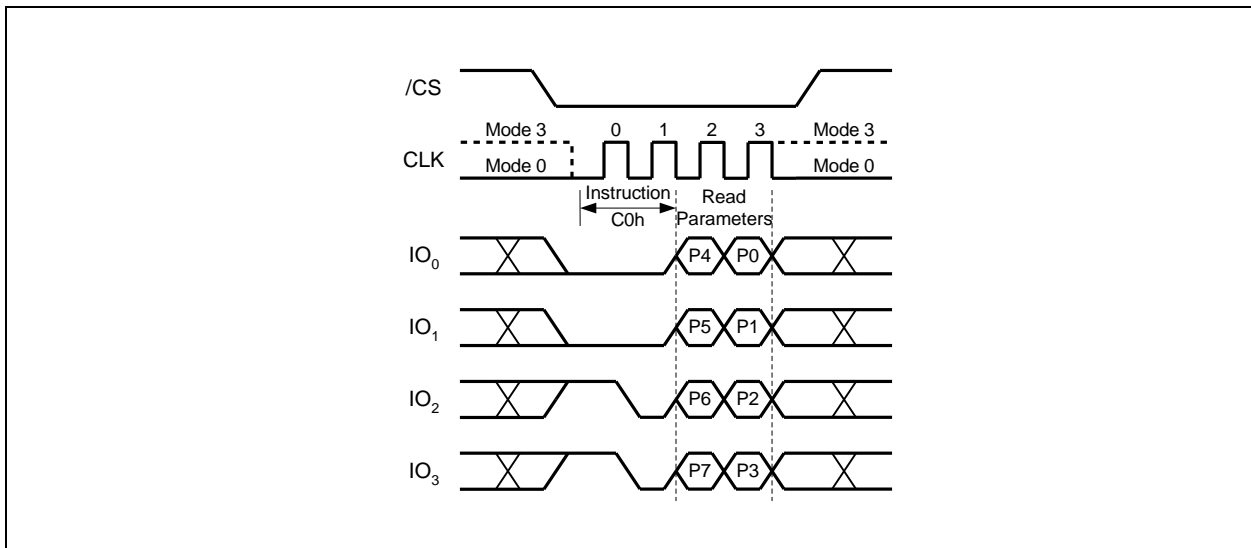 /CS
Mode 3 0 1 2 3 Mode 3
CLK
Mode 0 Mode 0
Instruction Read
C0h Parameters
IO0 P4 P0
IO1 P5 P1
IO2 P6 P2
IO3 P7 P3